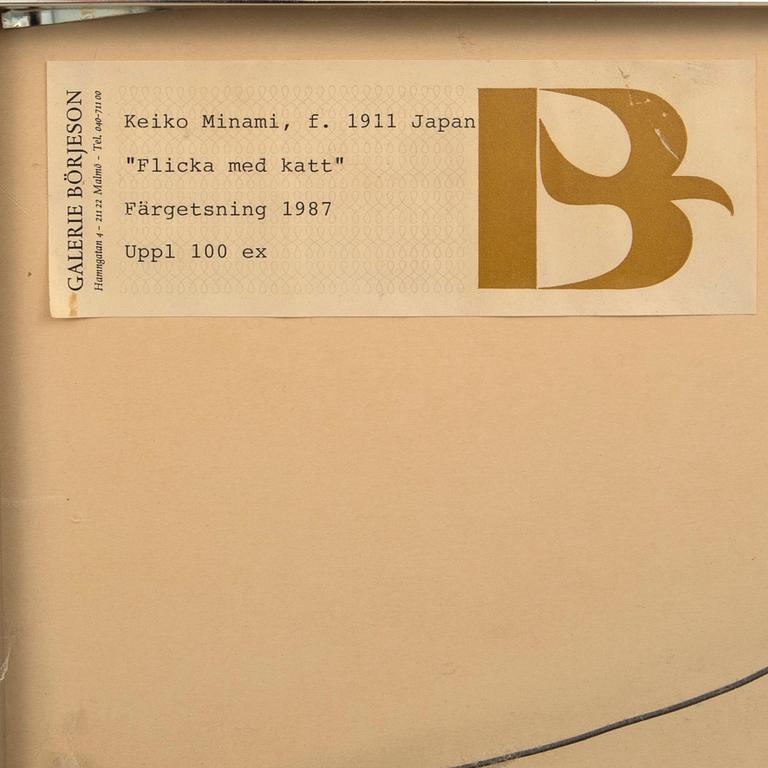 GALERIE BÖRJESON
Hamngatan 4 – 211 22 Malmö – Tel. 040-711 00
Keiko Minami, f. 1911 Japan
"Flicka med katt"
Färgetsning 1987
Uppl 100 ex
B